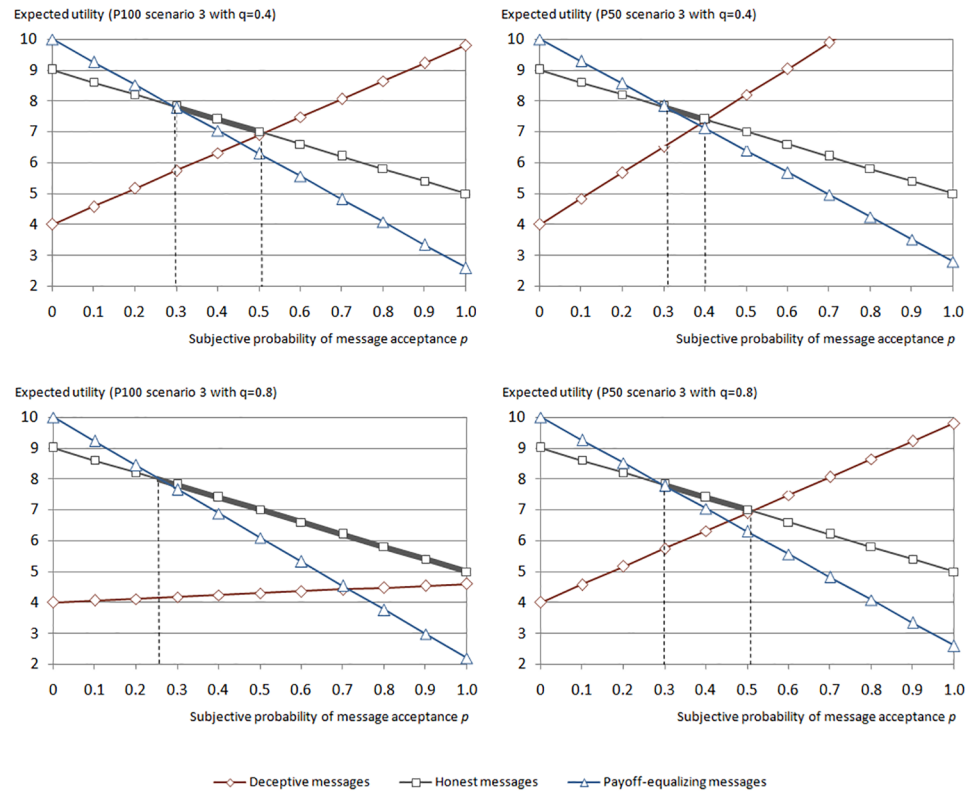 Expected utility (P100 scenario 3 with q=0.4)
10
9
8
7
6
5
4
3
2
0 0.1 0.2 0.3 0.4 0.5 0.6 0.7 0.8 0.9 1.0
Subjective probability of message acceptance p
Expected utility (P50 scenario 3 with q=0.4)
10
9
8
7
6
5
4
3
2
0 0.1 0.2 0.3 0.4 0.5 0.6 0.7 0.8 0.9 1.0
Subjective probability of message acceptance p
Expected utility (P100 scenario 3 with q=0.8)
10
9
8
7
6
5
4
3
2
0 0.1 0.2 0.3 0.4 0.5 0.6 0.7 0.8 0.9 1.0
Subjective probability of message acceptance p
Expected utility (P50 scenario 3 with q=0.8)
10
9
8
7
6
5
4
3
2
0 0.1 0.2 0.3 0.4 0.5 0.6 0.7 0.8 0.9 1.0
Subjective probability of message acceptance p
Deceptive messages Honest messages Payoff-equalizing messages